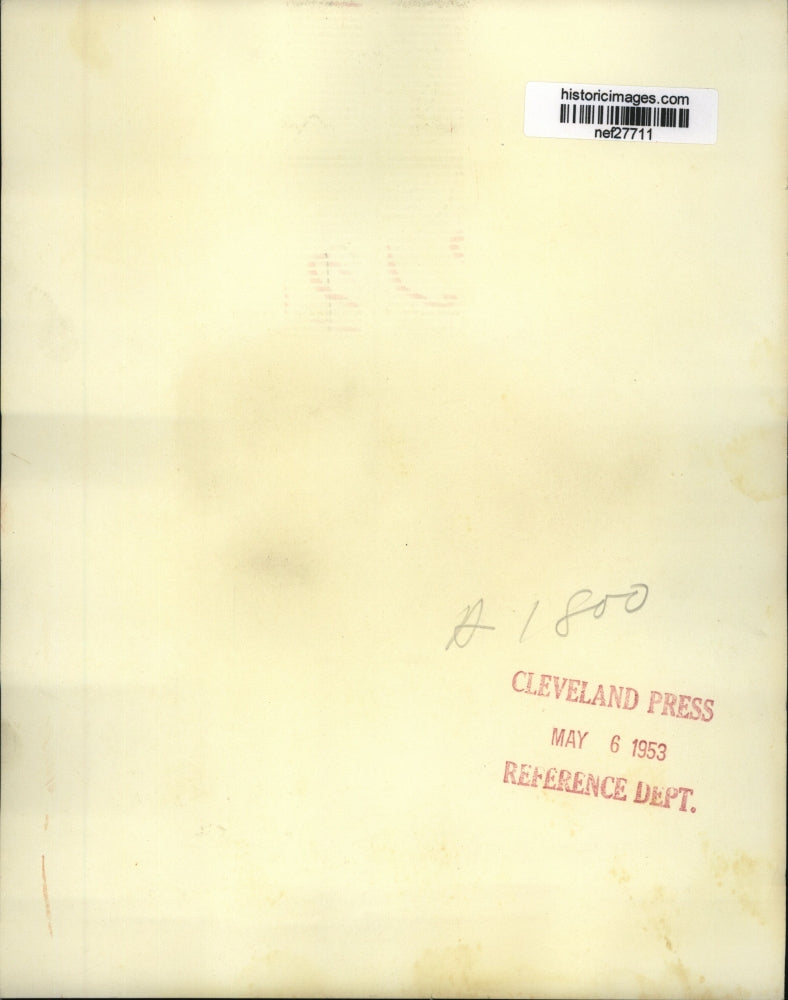 historicimages.com
nef27711
A 1800
CLEVELAND PRESS
MAY 6 1953
REFERENCE DEPT.